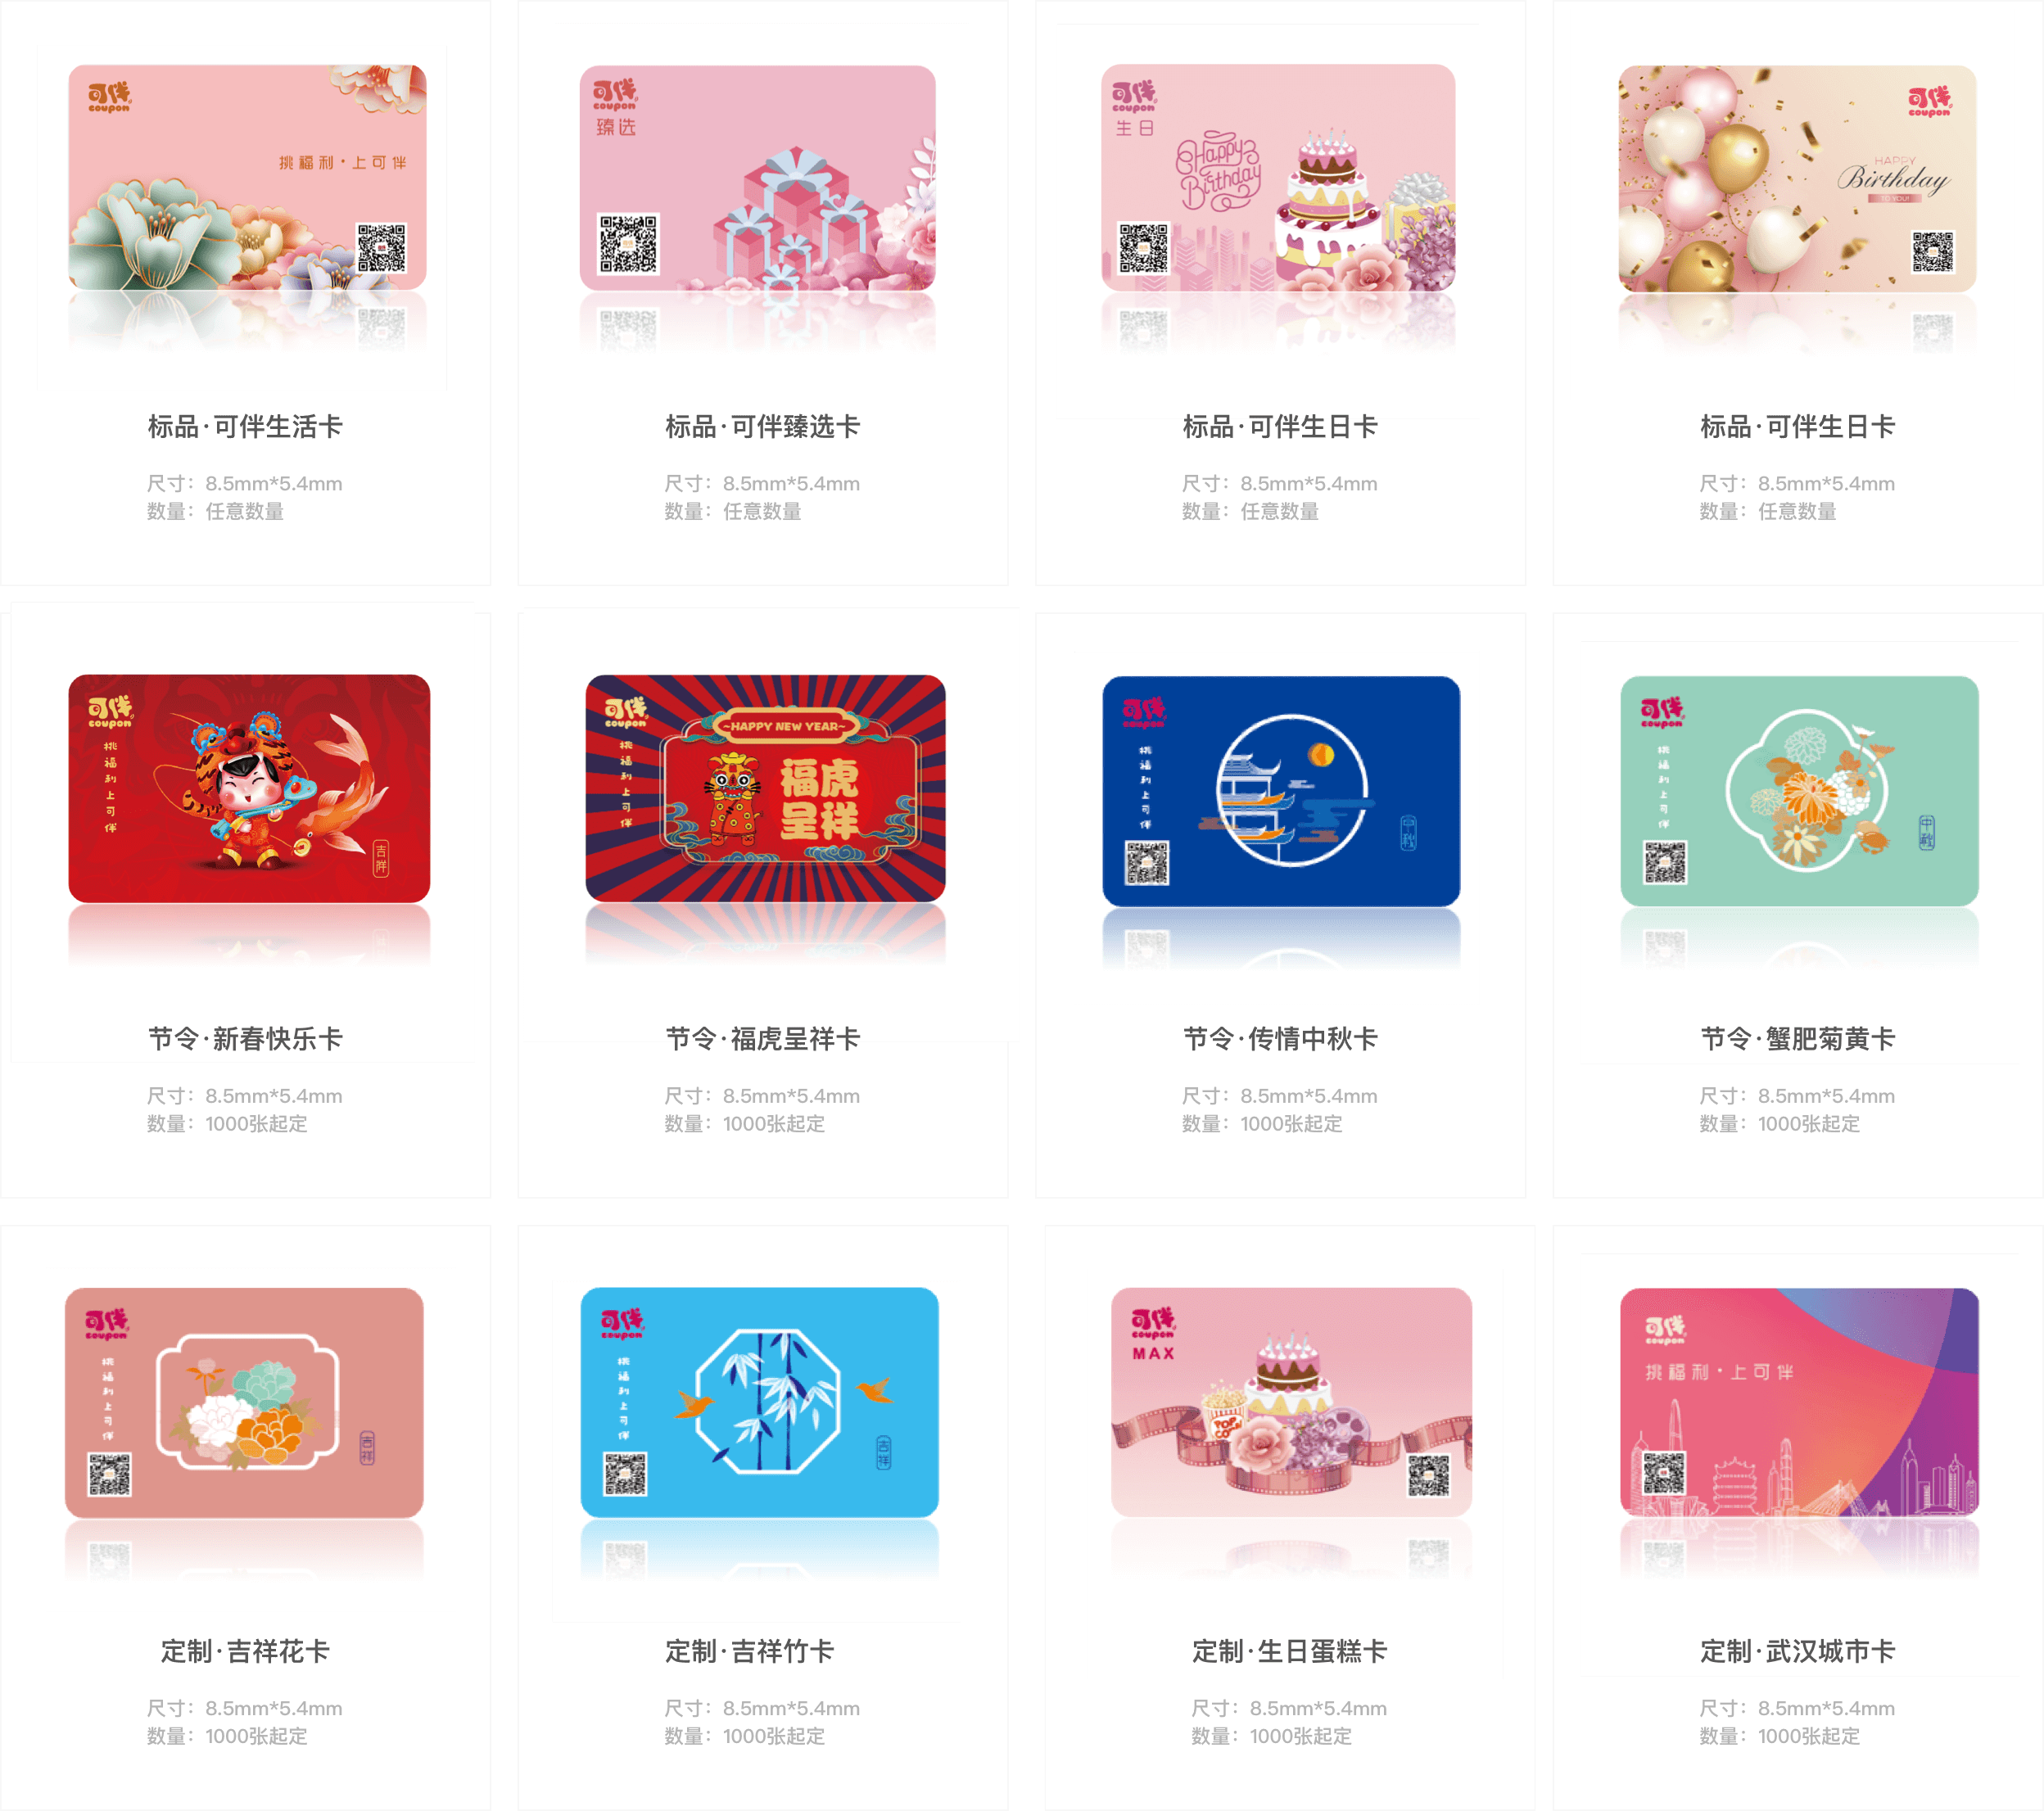 可伴
coupon
挑福利·上可伴
标品·可伴生活卡
尺寸：8.5mm*5.4mm
数量：任意数量
可伴
coupon
臻选
标品·可伴臻选卡
尺寸：8.5mm*5.4mm
数量：任意数量
可伴
coupon
生日
Happy
Birthday
标品·可伴生日卡
尺寸：8.5mm*5.4mm
数量：任意数量
可伴
coupon
HAPPY
Birthday
TO YOU!
标品·可伴生日卡
尺寸：8.5mm*5.4mm
数量：任意数量
可伴
coupon
挑福利上可伴
吉祥
节令·新春快乐卡
尺寸：8.5mm*5.4mm
数量：1000张起定
可伴
coupon
挑福利上可伴
~HAPPY NEW YEAR~
福虎
呈祥
节令·福虎呈祥卡
尺寸：8.5mm*5.4mm
数量：1000张起定
可伴
coupon
挑福利上可伴
中秋
节令·传情中秋卡
尺寸：8.5mm*5.4mm
数量：1000张起定
可伴
coupon
挑福利上可伴
中秋
节令·蟹肥菊黄卡
尺寸：8.5mm*5.4mm
数量：1000张起定
可伴
coupon
挑福利上可伴
吉祥
定制·吉祥花卡
尺寸：8.5mm*5.4mm
数量：1000张起定
可伴
coupon
挑福利上可伴
吉祥
定制·吉祥竹卡
尺寸：8.5mm*5.4mm
数量：1000张起定
可伴
coupon
MAX
POP
定制·生日蛋糕卡
尺寸：8.5mm*5.4mm
数量：1000张起定
可伴
coupon
挑福利·上可伴
定制·武汉城市卡
尺寸：8.5mm*5.4mm
数量：1000张起定